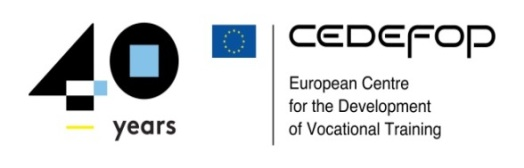 40
years
CEDEFOP
European Centre
for the Development
of Vocational Training